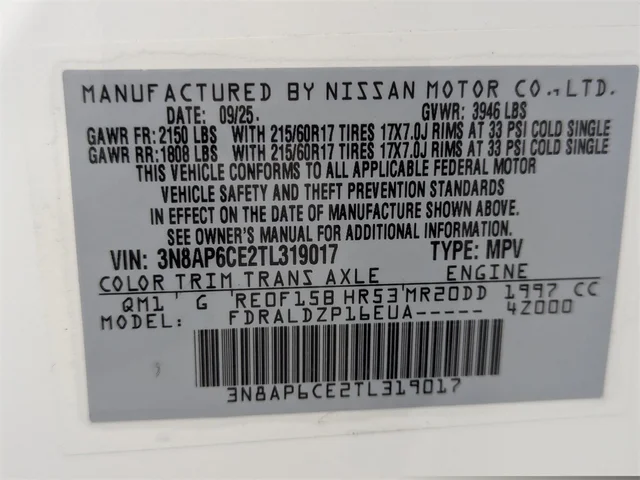 MANUFACTURED BY NISSAN MOTOR CO., LTD.
DATE: 09/25. GVWR: 3946 LBS
GAWR FR: 2150 LBS WITH 215/60R17 TIRES 17X7.0J RIMS AT 33 PSI COLD SINGLE
GAWR RR: 1808 LBS WITH 215/60R17 TIRES 17X7.0J RIMS AT 33 PSI COLD SINGLE
THIS VEHICLE CONFORMS TO ALL APPLICABLE FEDERAL MOTOR
VEHICLE SAFETY AND THEFT PREVENTION STANDARDS
IN EFFECT ON THE DATE OF MANUFACTURE SHOWN ABOVE.
SEE OWNER'S MANUAL FOR ADDITIONAL INFORMATION.
VIN: 3N8AP6CE2TL319017 TYPE: MPV
COLOR TRIM TRANS AXLE ENGINE
QM1 G RE0F15B HR53 MR20DD 1997 CC
MODEL: FDRALDZP16EUA----- 4Z000
3N8AP6CE2TL319017